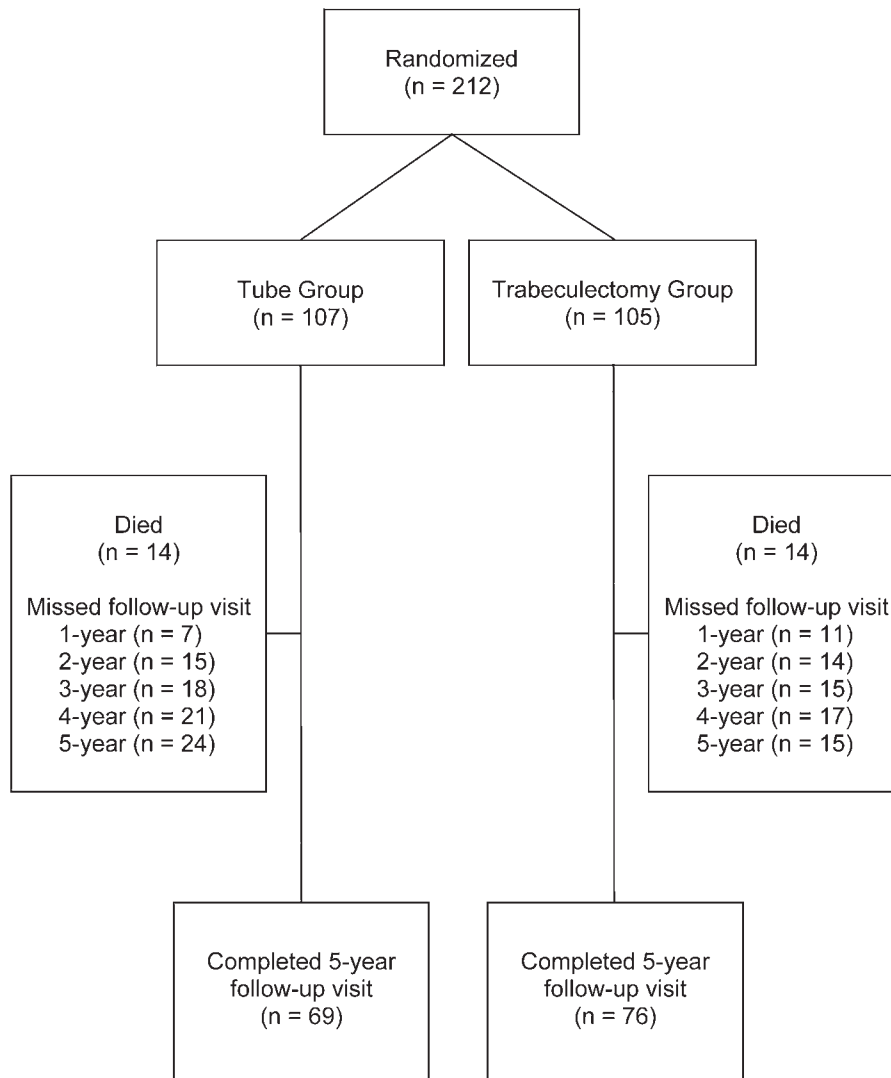 Randomized
(n = 212)
Tube Group
(n = 107)
Trabeculectomy Group
(n = 105)
Died
(n = 14)
Missed follow-up visit
1-year (n = 7)
2-year (n = 15)
3-year (n = 18)
4-year (n = 21)
5-year (n = 24)
Died
(n = 14)
Missed follow-up visit
1-year (n = 11)
2-year (n = 14)
3-year (n = 15)
4-year (n = 17)
5-year (n = 15)
Completed 5-year
follow-up visit
(n = 69)
Completed 5-year
follow-up visit
(n = 76)